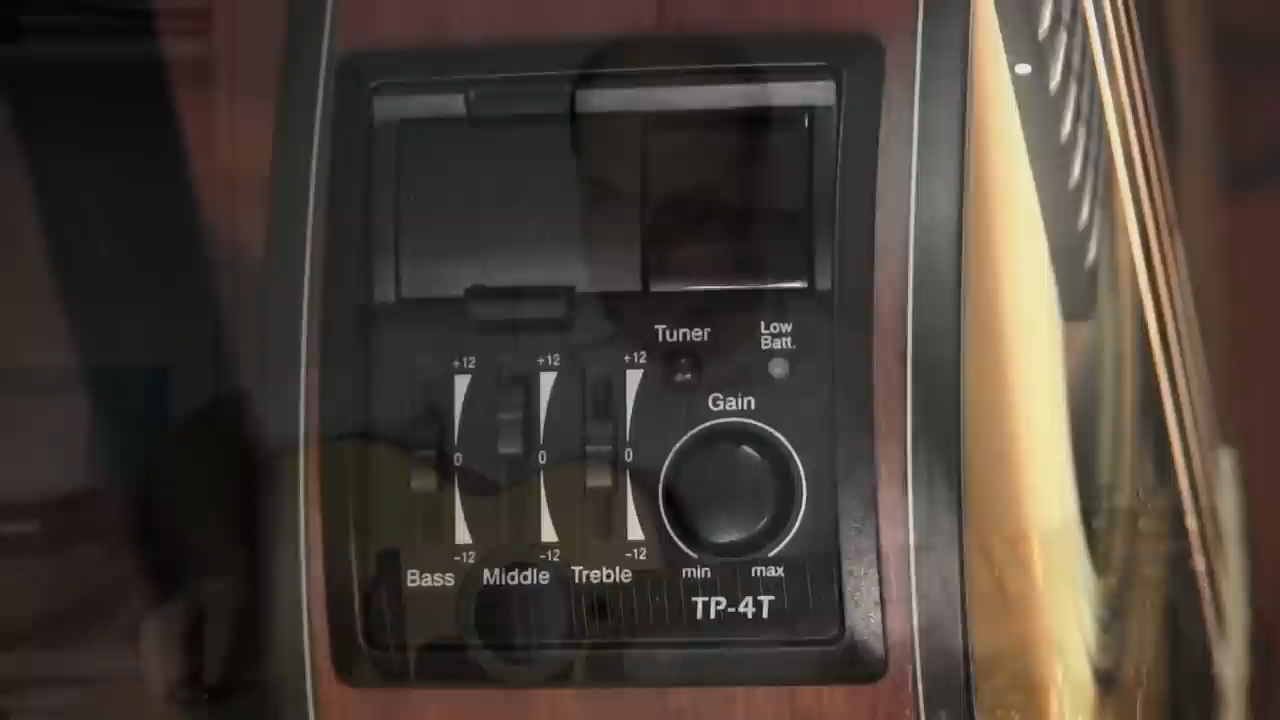 Tuner
Low
Batt.
+12 +12 +12
Gain
0 0 0
-12 -12 -12
min max
Bass Middle Treble
TP-4T